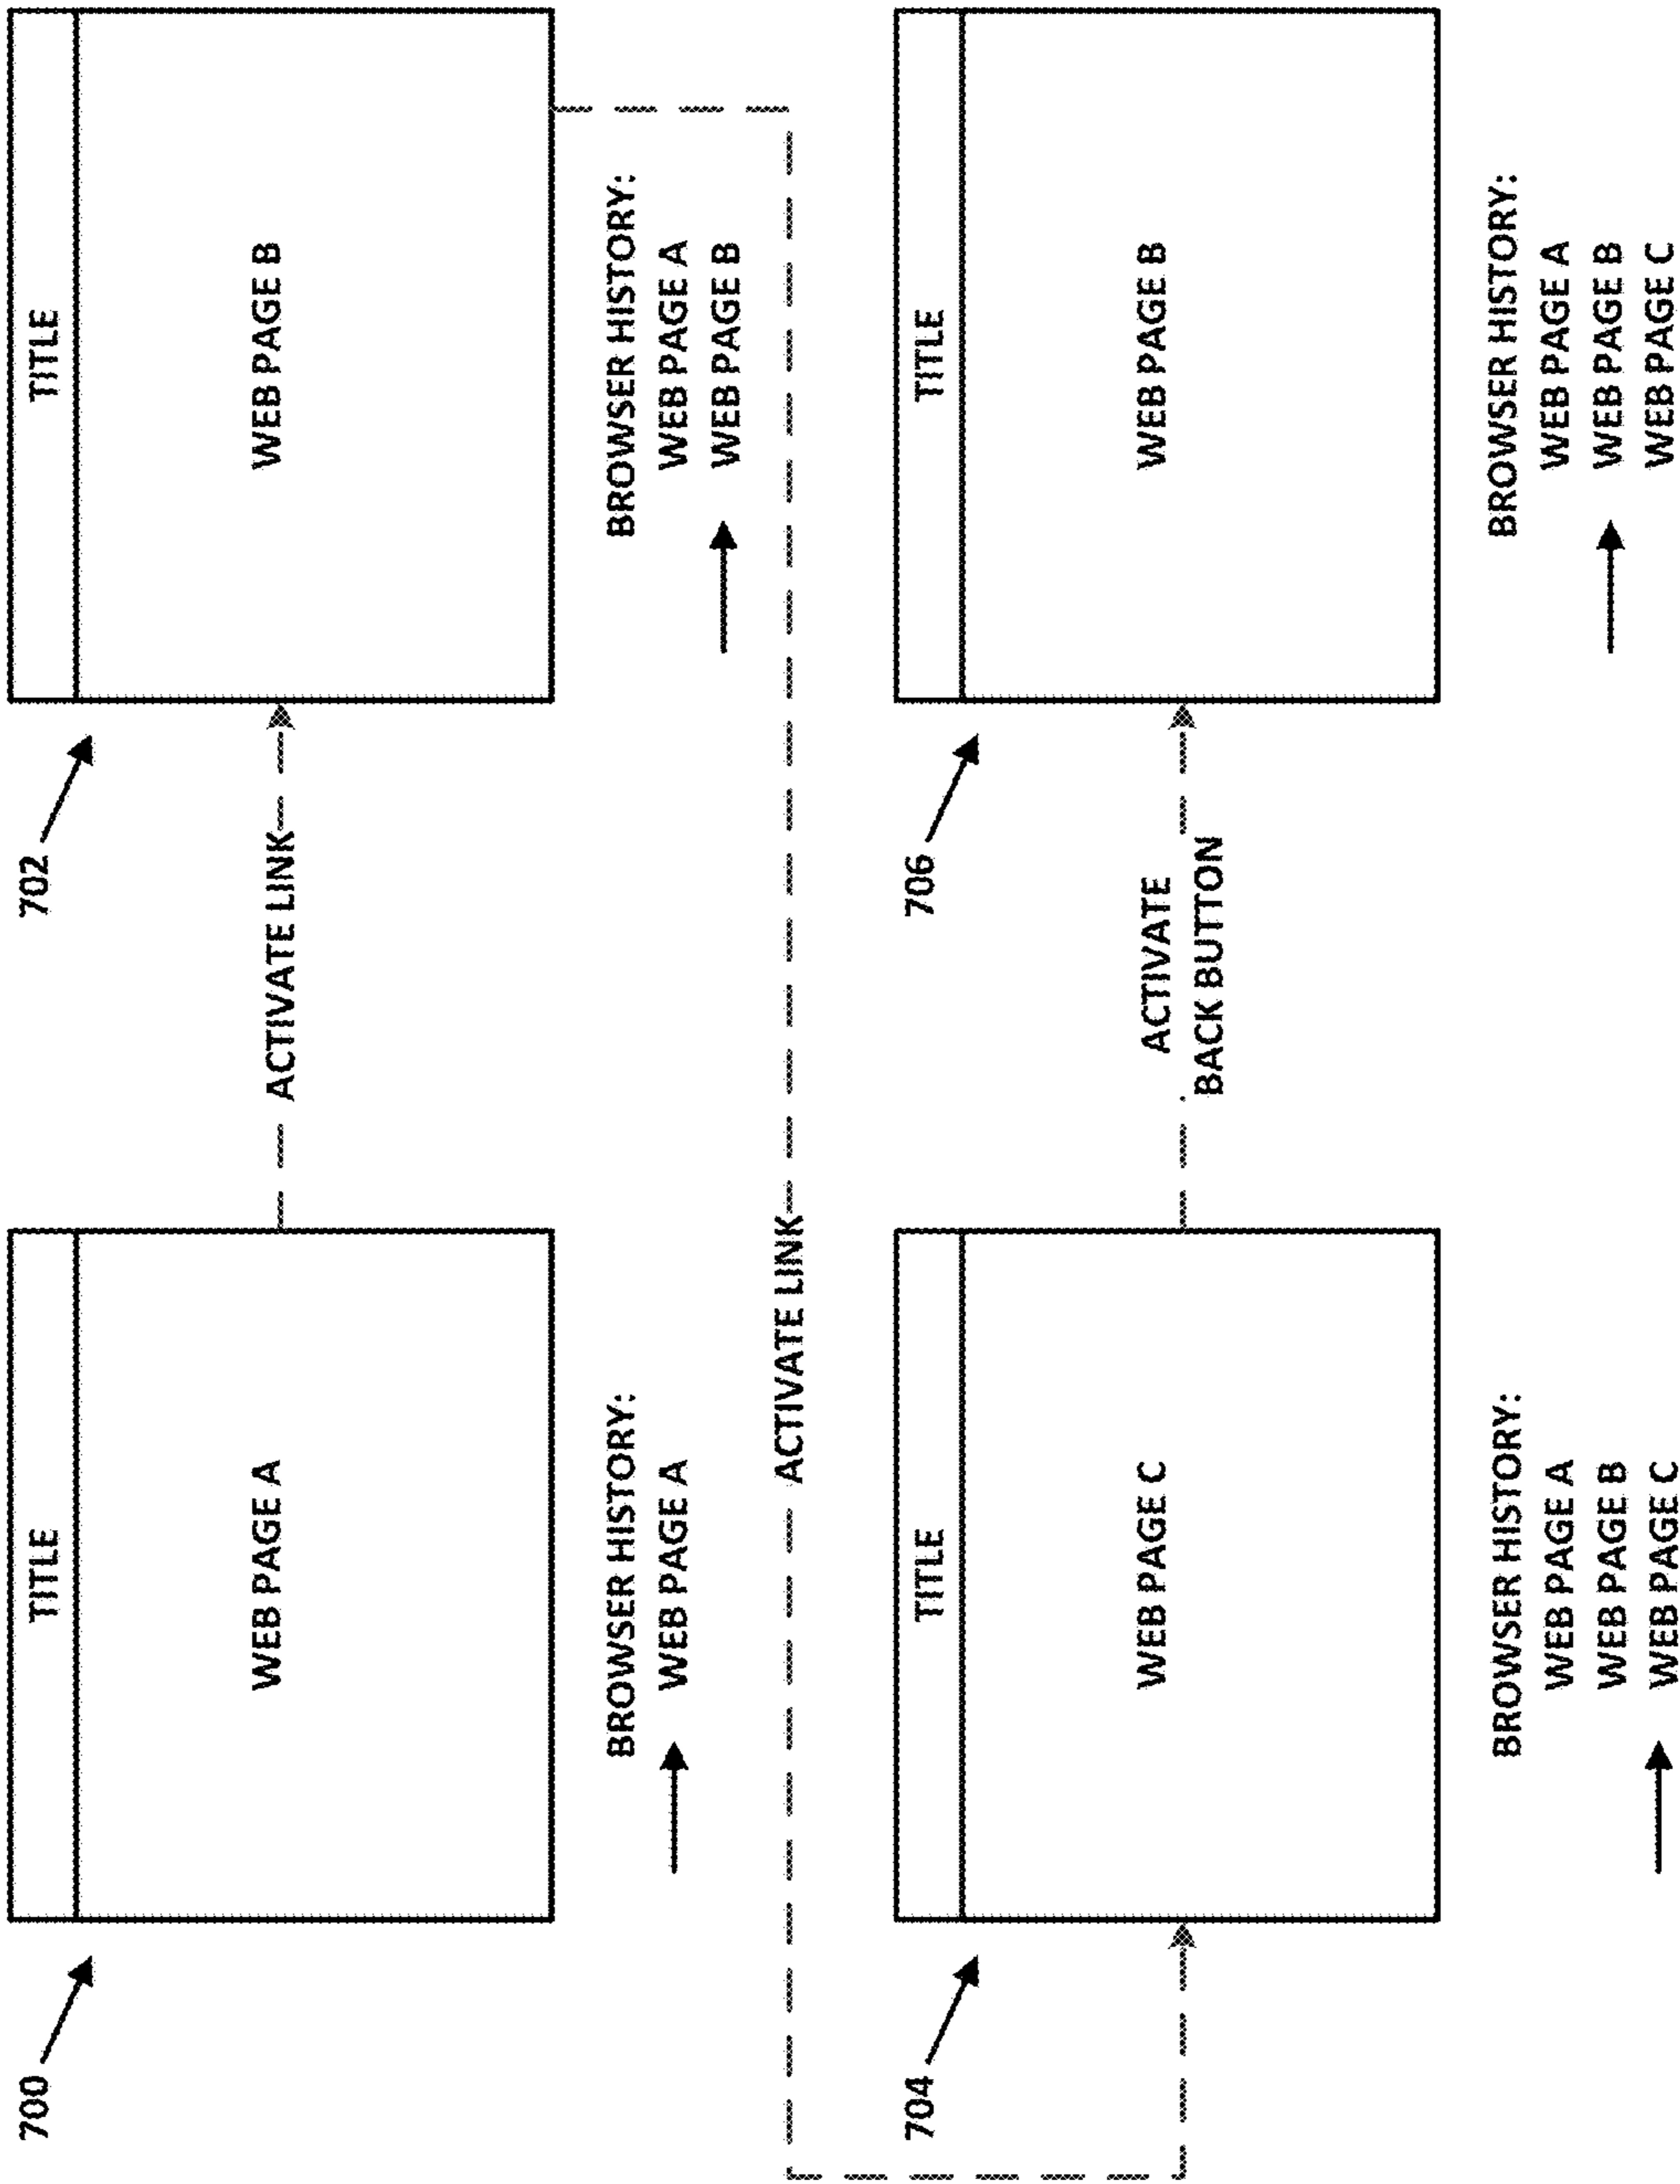 700
TITLE
WEB PAGE A
BROWSER HISTORY:
WEB PAGE A
ACTIVATE LINK
702
TITLE
WEB PAGE B
BROWSER HISTORY:
WEB PAGE A
WEB PAGE B
ACTIVATE LINK
704
TITLE
WEB PAGE C
BROWSER HISTORY:
WEB PAGE A
WEB PAGE B
WEB PAGE C
ACTIVATE
BACK BUTTON
706
TITLE
WEB PAGE B
BROWSER HISTORY:
WEB PAGE A
WEB PAGE B
WEB PAGE C